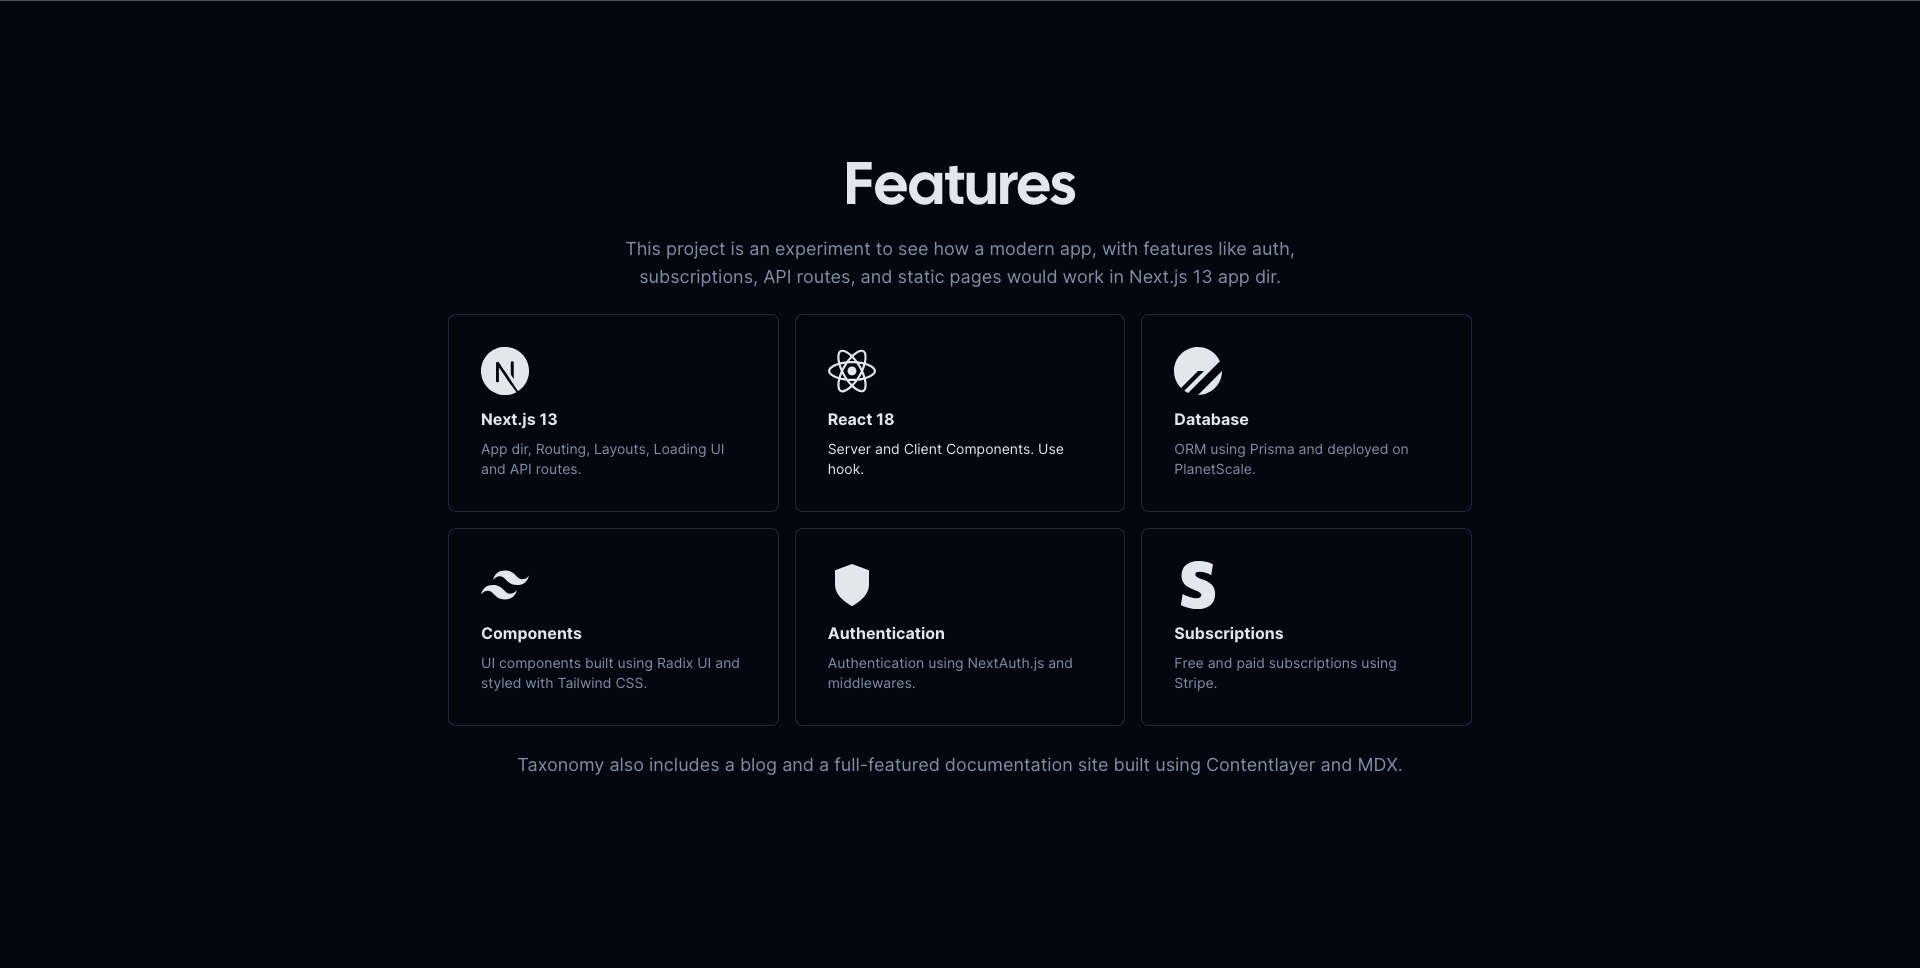 Features
This project is an experiment to see how a modern app, with features like auth,
subscriptions, API routes, and static pages would work in Next.js 13 app dir.
Next.js 13
App dir, Routing, Layouts, Loading UI
and API routes.
React 18
Server and Client Components. Use
hook.
Database
ORM using Prisma and deployed on
PlanetScale.
Components
UI components built using Radix UI and
styled with Tailwind CSS.
Authentication
Authentication using NextAuth.js and
middlewares.
Subscriptions
Free and paid subscriptions using
Stripe.
Taxonomy also includes a blog and a full-featured documentation site built using Contentlayer and MDX.